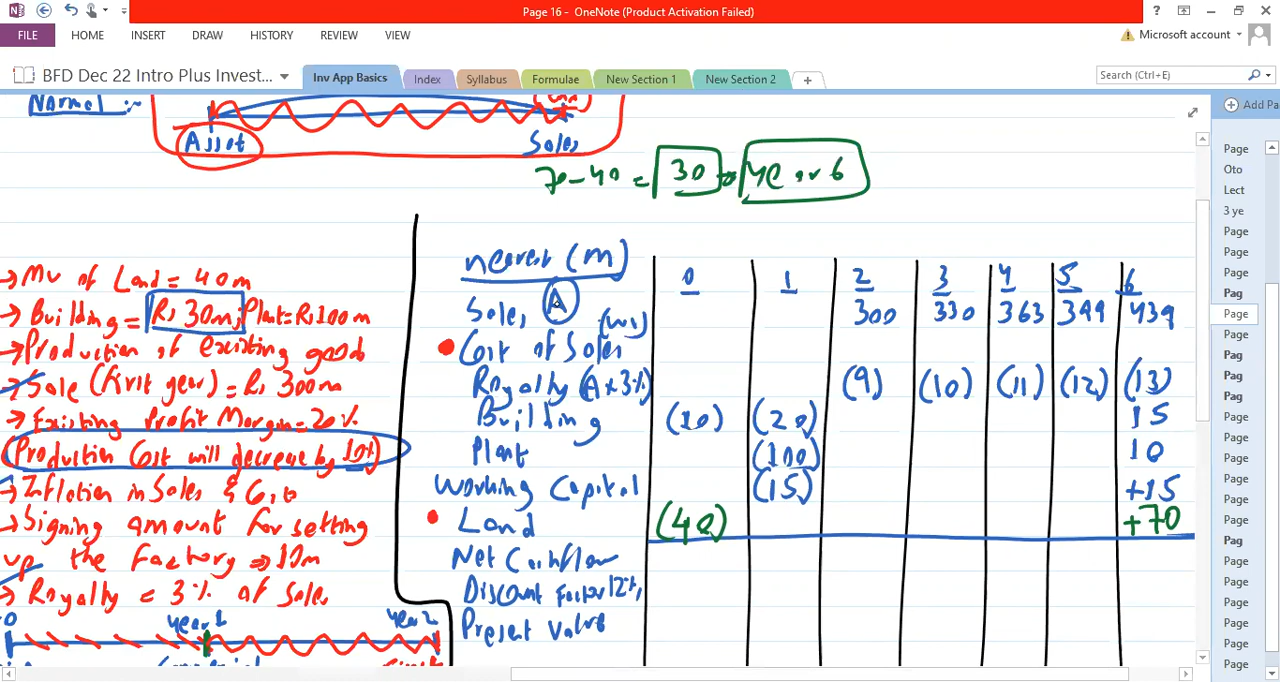 Page 16 - OneNote (Product Activation Failed)
FILE HOME INSERT DRAW HISTORY REVIEW VIEW
Microsoft account
BFD Dec 22 Intro Plus Invest... Inv App Basics Index Syllabus Formulae New Section 1 New Section 2
Search (Ctrl+E)
Add Pa
Normal :-
Asset Sales
70-40 = 30 → year 6
→ Mv of Land = 40m
→ Building = Rs 30m; Plant = Rs 100m
→ Production of existing good
→ Sale (first year) = Rs 300m
→ Existing Profit Margin = 20%
(Production Cost will decrease by 10%)
→ Inflation in Sales & G.
→ Signing amount for setting
up the Factory ⇒ 10m
→ Royalty = 3% of Sales
0 year 1 year 2
nearest (m) 0 1 2 3 4 5 6
Sales (A) 300 330 363 399 439
Cost of Sales (w1)
Royalty (A x 3%) (9) (10) (11) (12) (13)
Building (10) (20) 15
Plant (100) 10
Working Capital (15) +15
Land (40) +70
Net Cashflow
Discount factor 12%
Present Value
Page
Oto
Lect
3 ye
Page
Page
Page
Pag
Page
Page
Pag
Pag
Pag
Page
Page
Page
Page
Page
Page
Pag
Page
Page
Page
Page